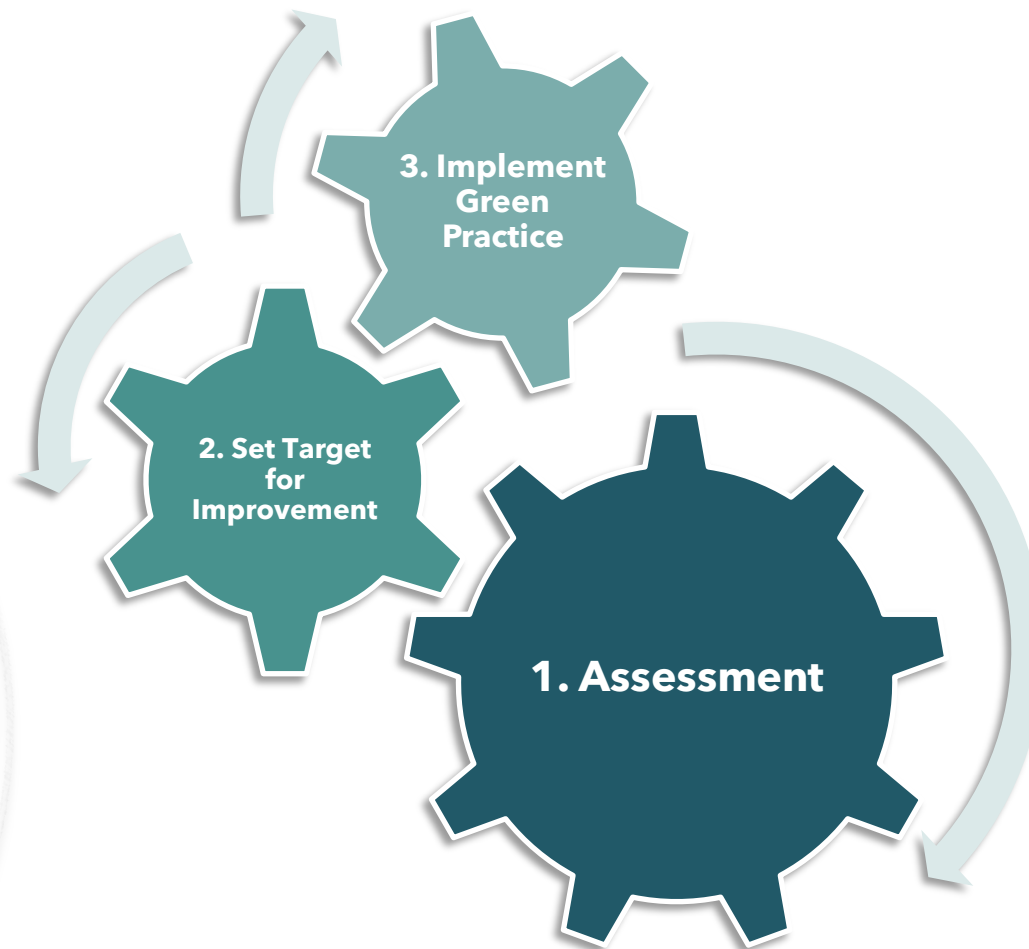 3. Implement
Green
Practice
2. Set Target
for
Improvement
1. Assessment